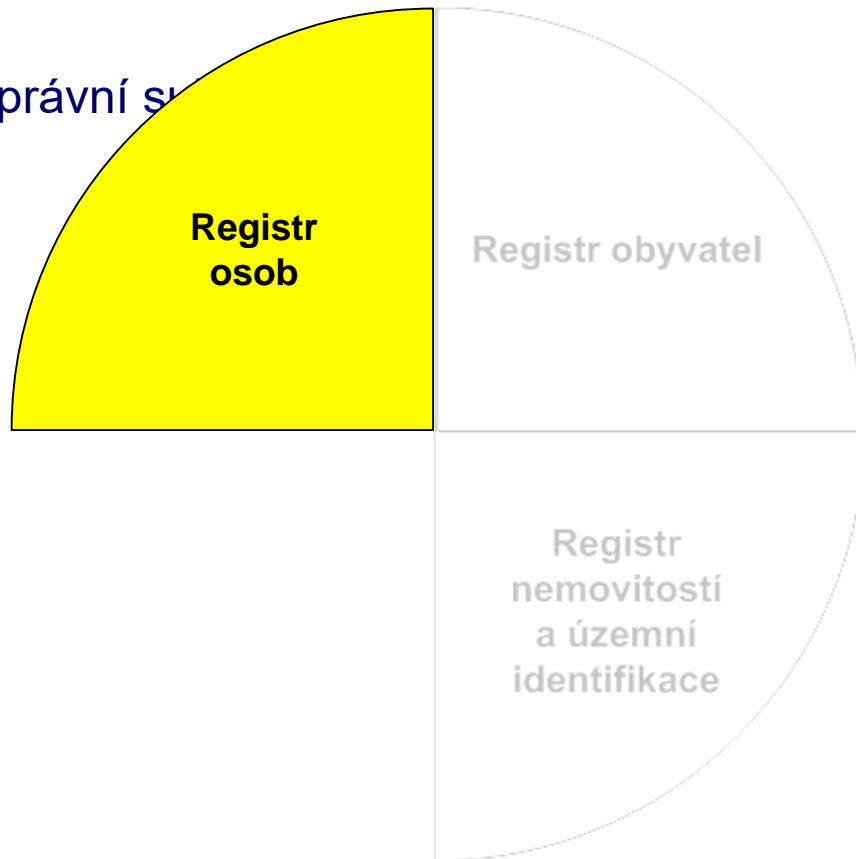 právní
Registr
osob
Registr obyvatel
Registr
nemovitostí
a územní
identifikace